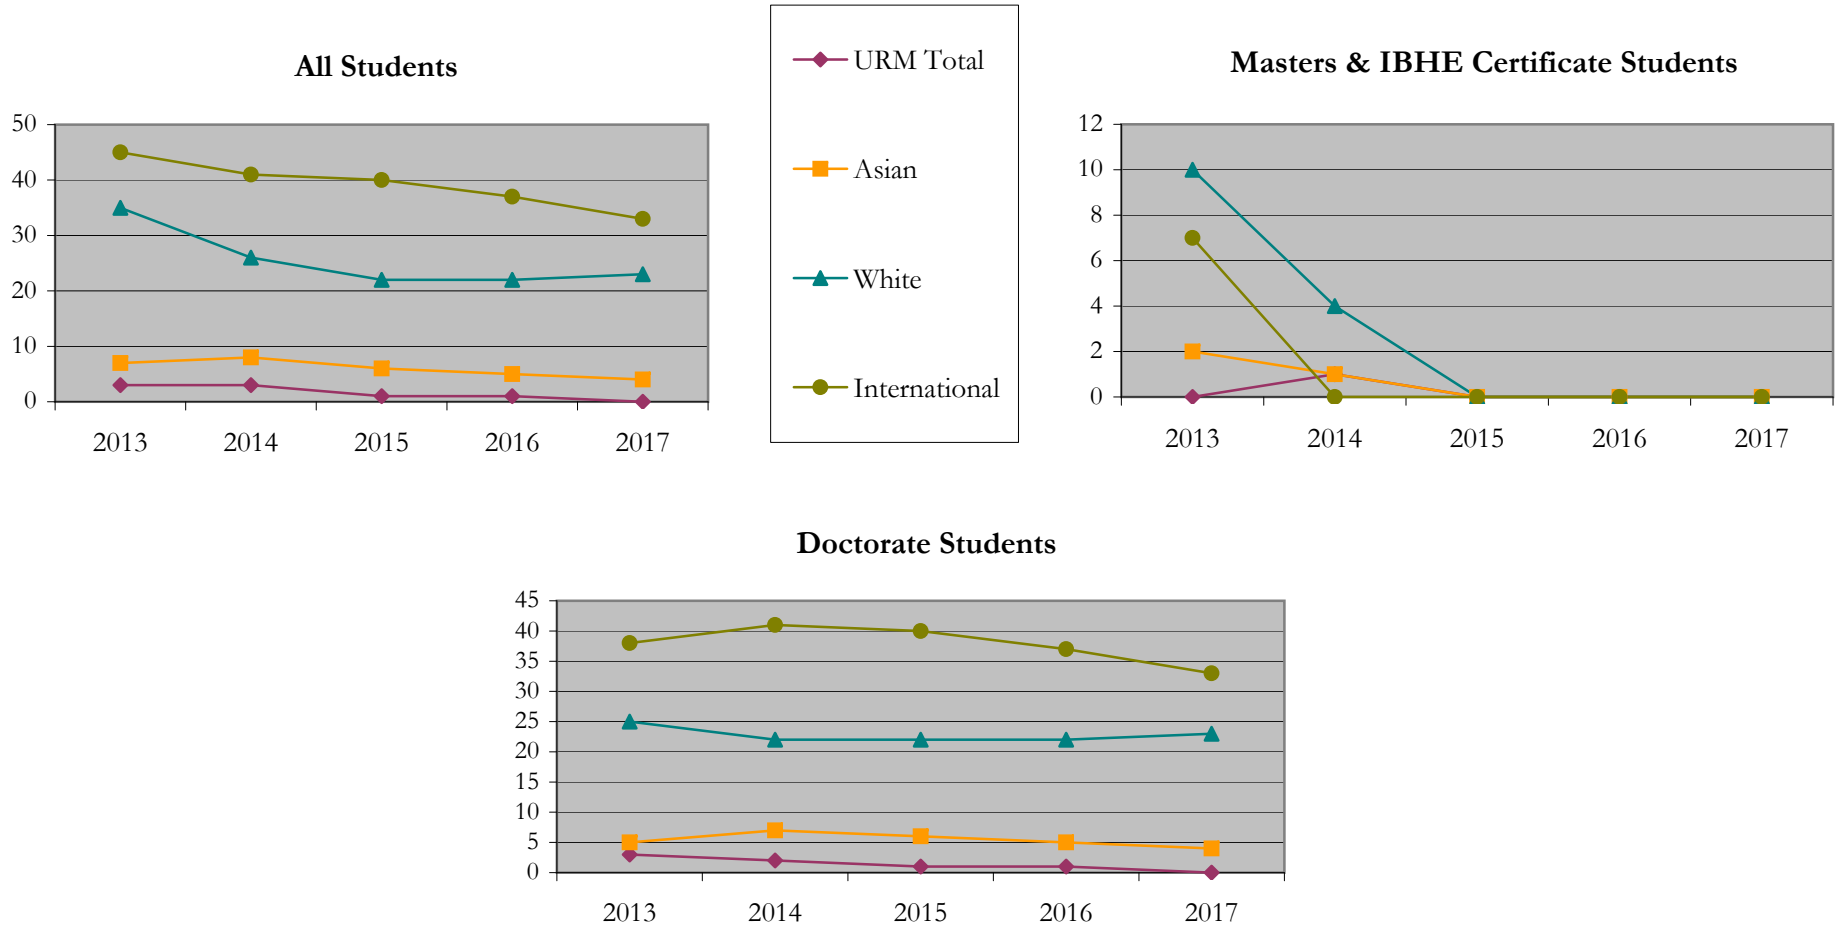 All Students
50
40
30
20
10
0
2013 2014 2015 2016 2017
URM Total
Asian
White
International
Masters & IBHE Certificate Students
12
10
8
6
4
2
0
2013 2014 2015 2016 2017
Doctorate Students
45
40
35
30
25
20
15
10
5
0
2013 2014 2015 2016 2017